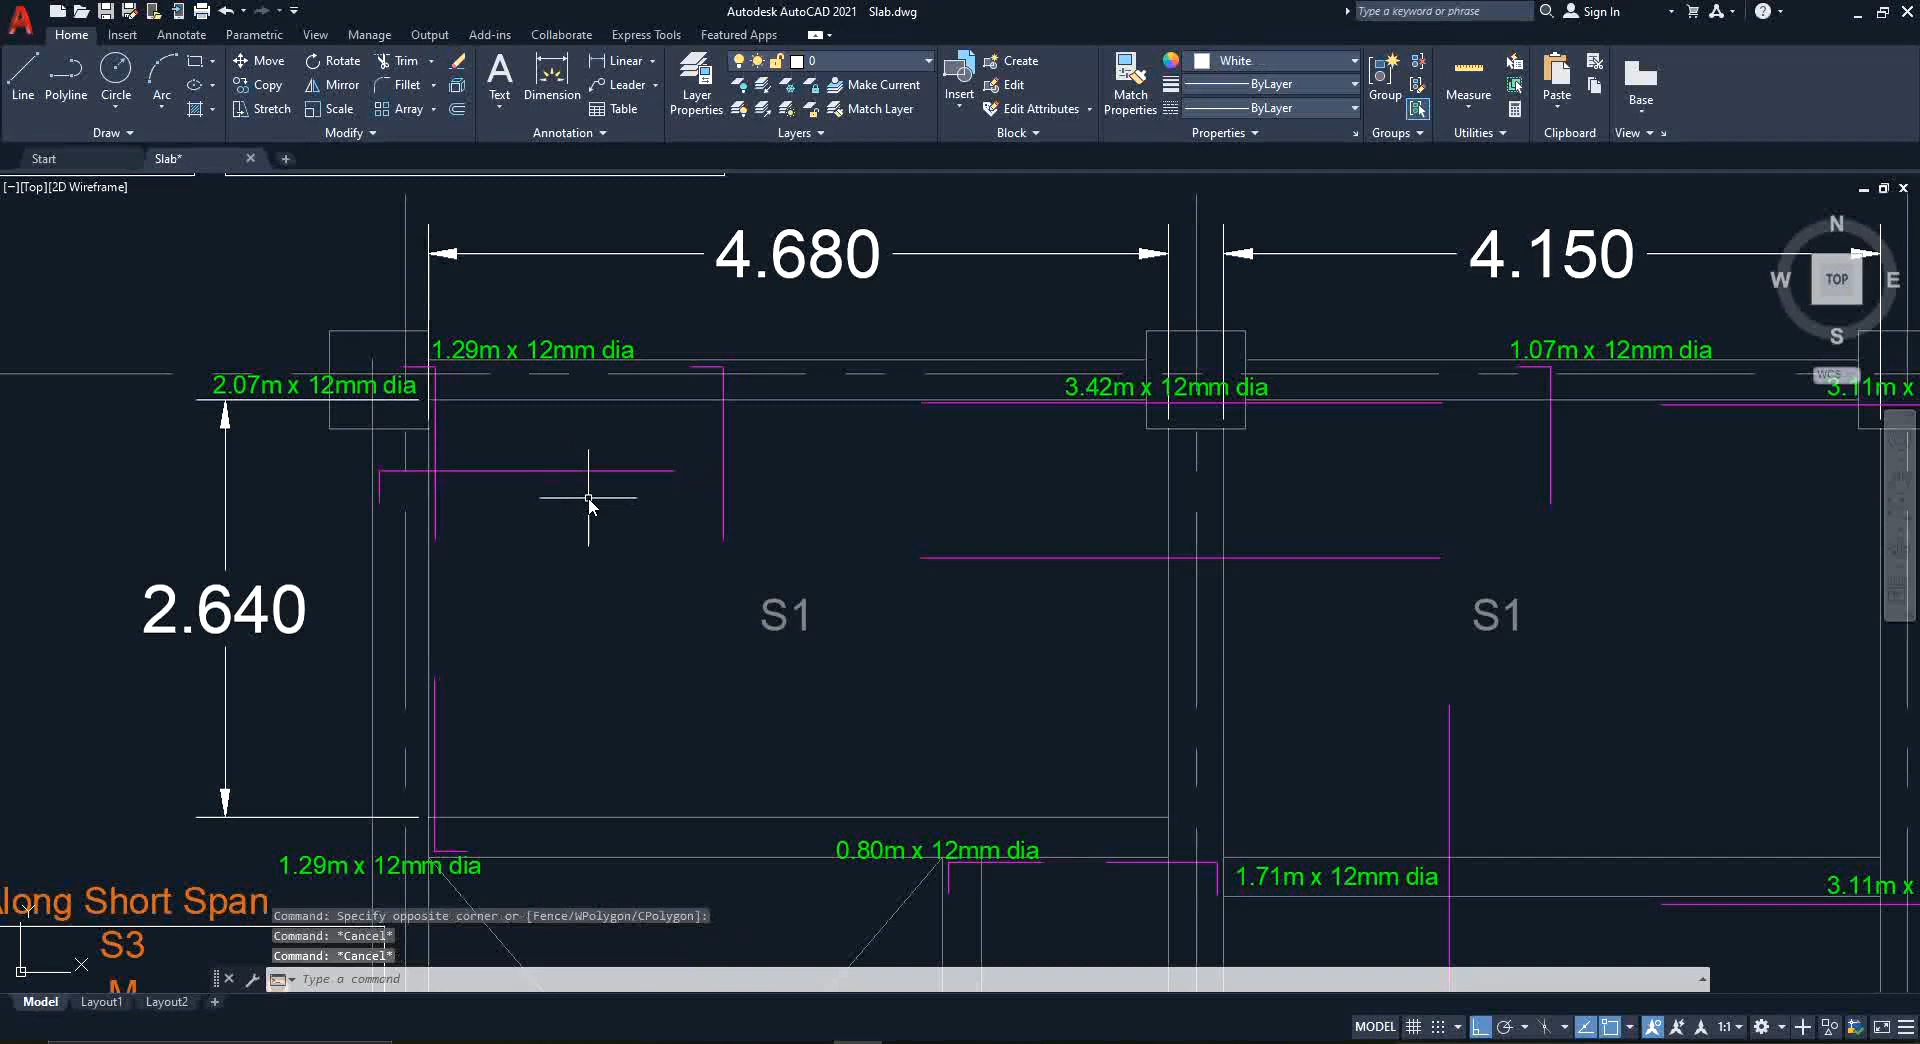 Autodesk AutoCAD 2021 Slab.dwg
Type a keyword or phrase
Sign In
Home Insert Annotate Parametric View Manage Output Add-ins Collaborate Express Tools Featured Apps
Line Polyline Circle Arc
Move Rotate Trim
Copy Mirror Fillet
Stretch Scale Array
Text Dimension
Linear
Leader
Table
Layer Properties
0
Make Current
Match Layer
Insert
Create
Edit
Edit Attributes
Match Properties
White
ByLayer
ByLayer
Group Measure Paste Base
Draw Modify Annotation Layers Block Properties Groups Utilities Clipboard View
Start Slab*
[−][Top][2D Wireframe]
4.680
4.150
N
W TOP E
S
WCS
1.29m x 12mm dia
1.07m x 12mm dia
2.07m x 12mm dia
3.42m x 12mm dia
3.11m x
2.640
S1
S1
1.29m x 12mm dia
0.80m x 12mm dia
1.71m x 12mm dia
3.11m x
long Short Span
S3
M
Y
X
Command: Specify opposite corner or [Fence/WPolygon/CPolygon]:
Command: *Cancel*
Command: *Cancel*
Type a command
Model Layout1 Layout2
MODEL
1:1